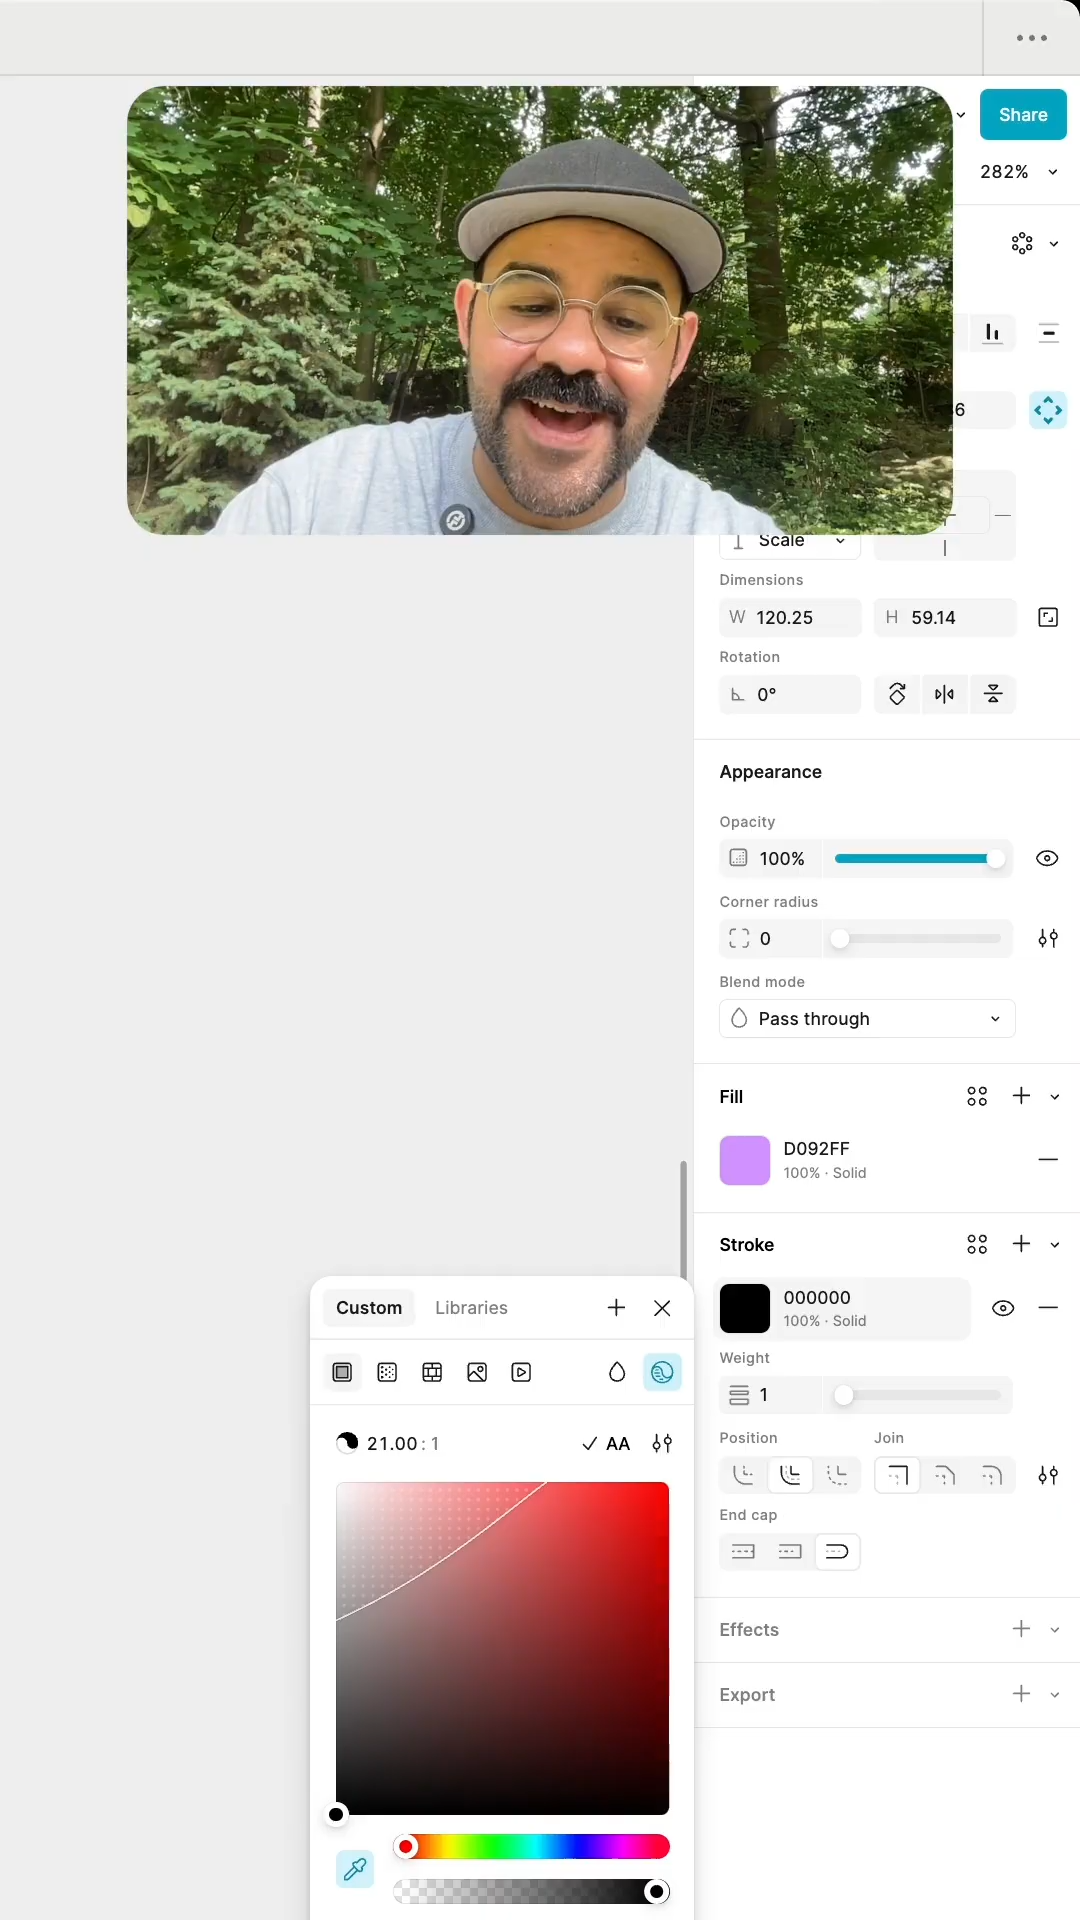 Share
282%
6
Scale
Dimensions
W 120.25 H 59.14
Rotation
0°
Appearance
Opacity
100%
Corner radius
0
Blend mode
Pass through
Fill
D092FF
100% · Solid
Stroke
000000
100% · Solid
Weight
1
Position Join
End cap
Effects
Export
Custom Libraries
21.00 : 1 AA